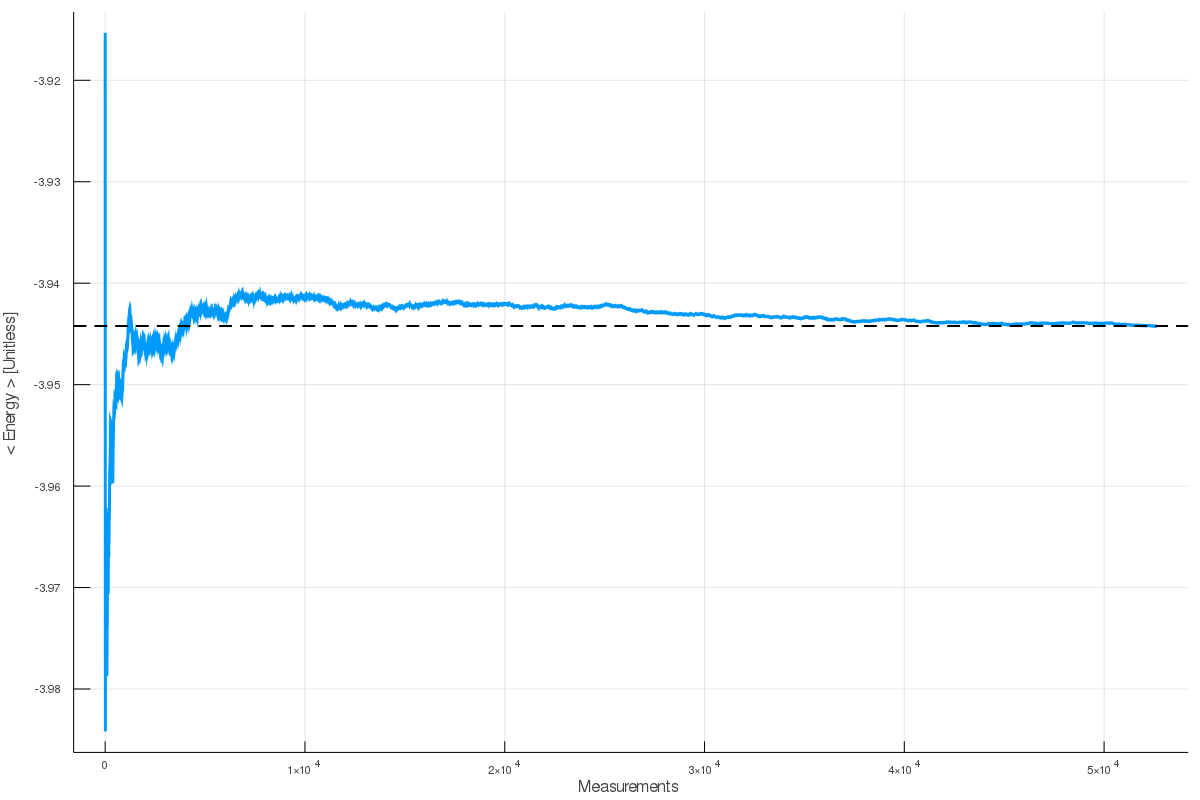 -3.92
-3.93
-3.94
-3.95
-3.96
-3.97
-3.98
< Energy > [Unitless]
0 1×10⁴ 2×10⁴ 3×10⁴ 4×10⁴ 5×10⁴
Measurements